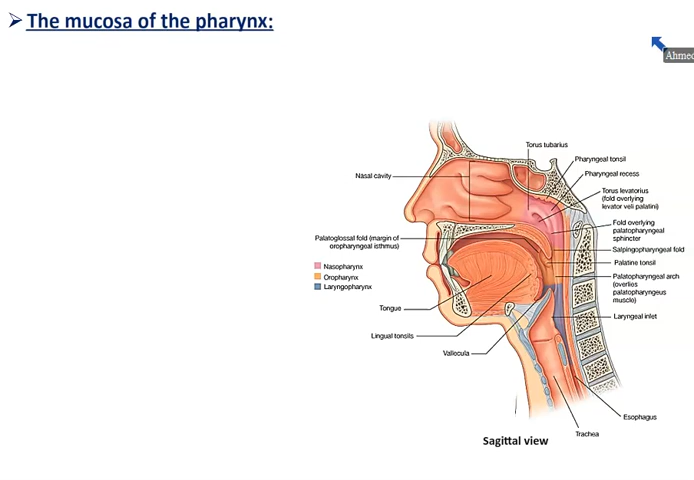 The mucosa of the pharynx:
Ahmed
Torus tubarius
Pharyngeal tonsil
Pharyngeal recess
Nasal cavity
Torus levatorius
(fold overlying
levator veli palatini)
Fold overlying
palatopharyngeal
sphincter
Palatoglossal fold (margin of
oropharyngeal isthmus)
Salpingopharyngeal fold
Palatine tonsil
Nasopharynx
Oropharynx
Laryngopharynx
Palatopharyngeal arch
(overlies
palatopharyngeus
muscle)
Tongue
Laryngeal inlet
Lingual tonsils
Vallecula
Esophagus
Trachea
Sagittal view